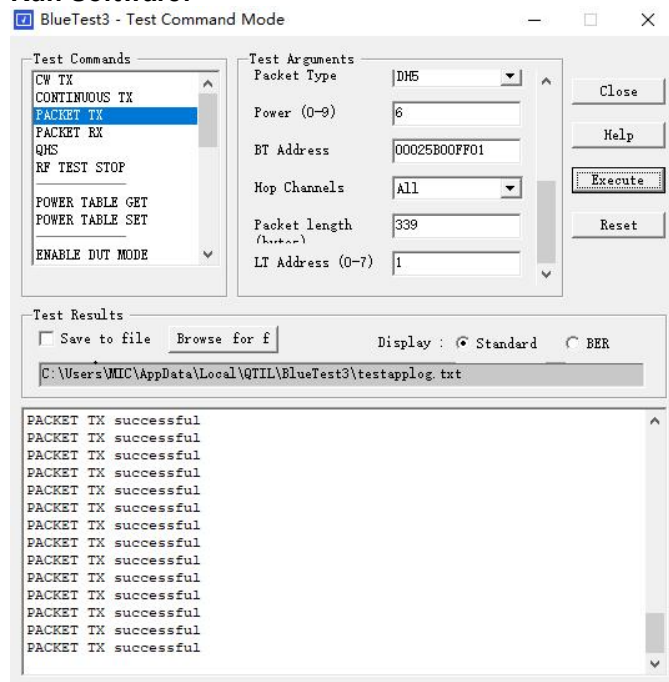 BlueTest3 - Test Command Mode
Test Commands
CW TX
CONTINUOUS TX
PACKET TX
PACKET RX
QHS
RF TEST STOP
POWER TABLE GET
POWER TABLE SET
ENABLE DUT MODE
Test Arguments
Packet Type DH5
Power (0-9) 6
BT Address 00025B00FF01
Hop Channels All
Packet length 339
LT Address (0-7) 1
Close
Help
Execute
Reset
Test Results
Save to file Browse for f Display : Standard BER
C:\Users\MIC\AppData\Local\QTIL\BlueTest3\testapplog.txt
PACKET TX successful
PACKET TX successful
PACKET TX successful
PACKET TX successful
PACKET TX successful
PACKET TX successful
PACKET TX successful
PACKET TX successful
PACKET TX successful
PACKET TX successful
PACKET TX successful
PACKET TX successful
PACKET TX successful
PACKET TX successful